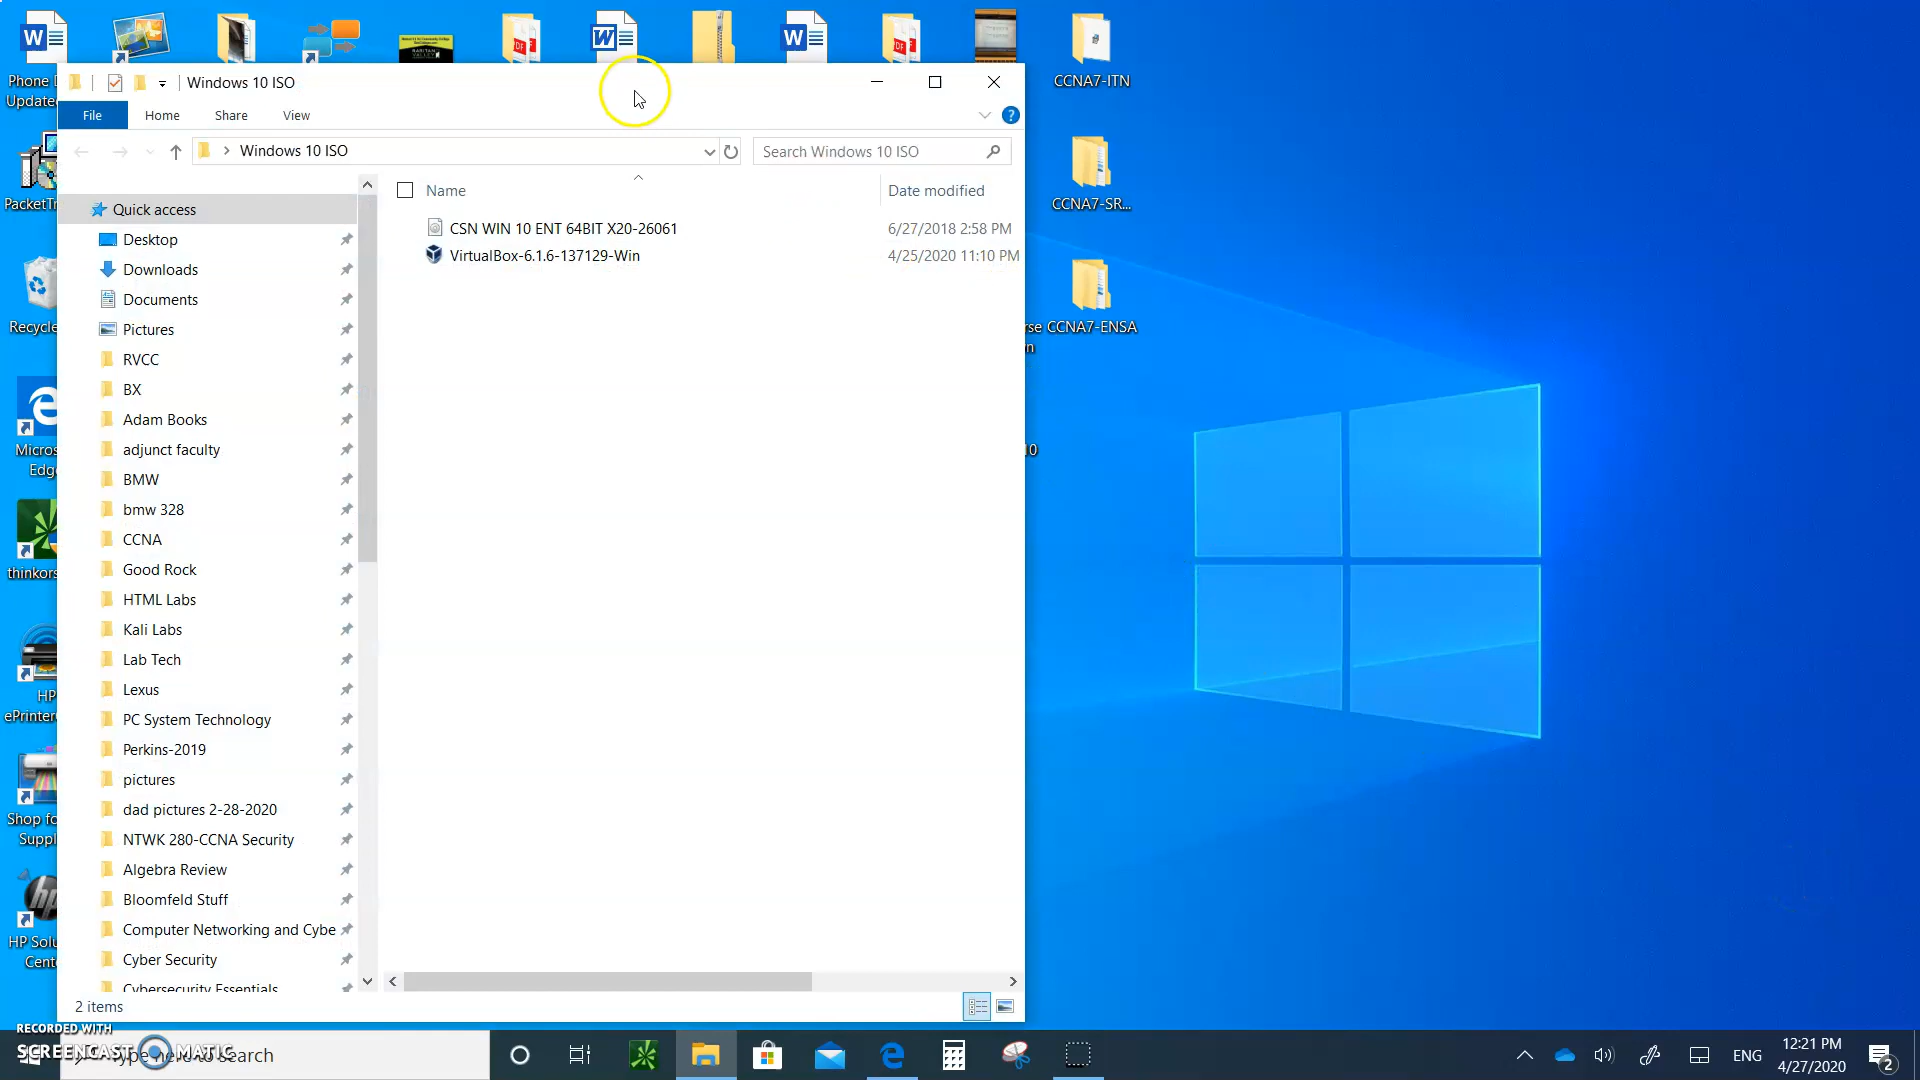 Phone
Update
CCNA7-ITN
Windows 10 ISO
File
Home
Share
View
Windows 10 ISO
Search Windows 10 ISO
PacketTr
CCNA7-SR...
Name
Date modified
Quick access
CSN WIN 10 ENT 64BIT X20-26061
6/27/2018 2:58 PM
Desktop
VirtualBox-6.1.6-137129-Win
4/25/2020 11:10 PM
Downloads
Documents
Recycle
CCNA7-ENSA
Pictures
RVCC
BX
Adam Books
adjunct faculty
Micros
Edge
BMW
bmw 328
CCNA
thinkors
Good Rock
HTML Labs
Kali Labs
Lab Tech
HP
ePrinter
Lexus
PC System Technology
Perkins-2019
pictures
dad pictures 2-28-2020
Shop fo
Suppl
NTWK 280-CCNA Security
Algebra Review
Bloomfeld Stuff
Computer Networking and Cybe
HP Solu
Cente
Cyber Security
Cybersecurity Essentials
2 items
RECORDED WITH
SCREENCAST MATIC
Type here to search
ENG
12:21 PM
4/27/2020
2